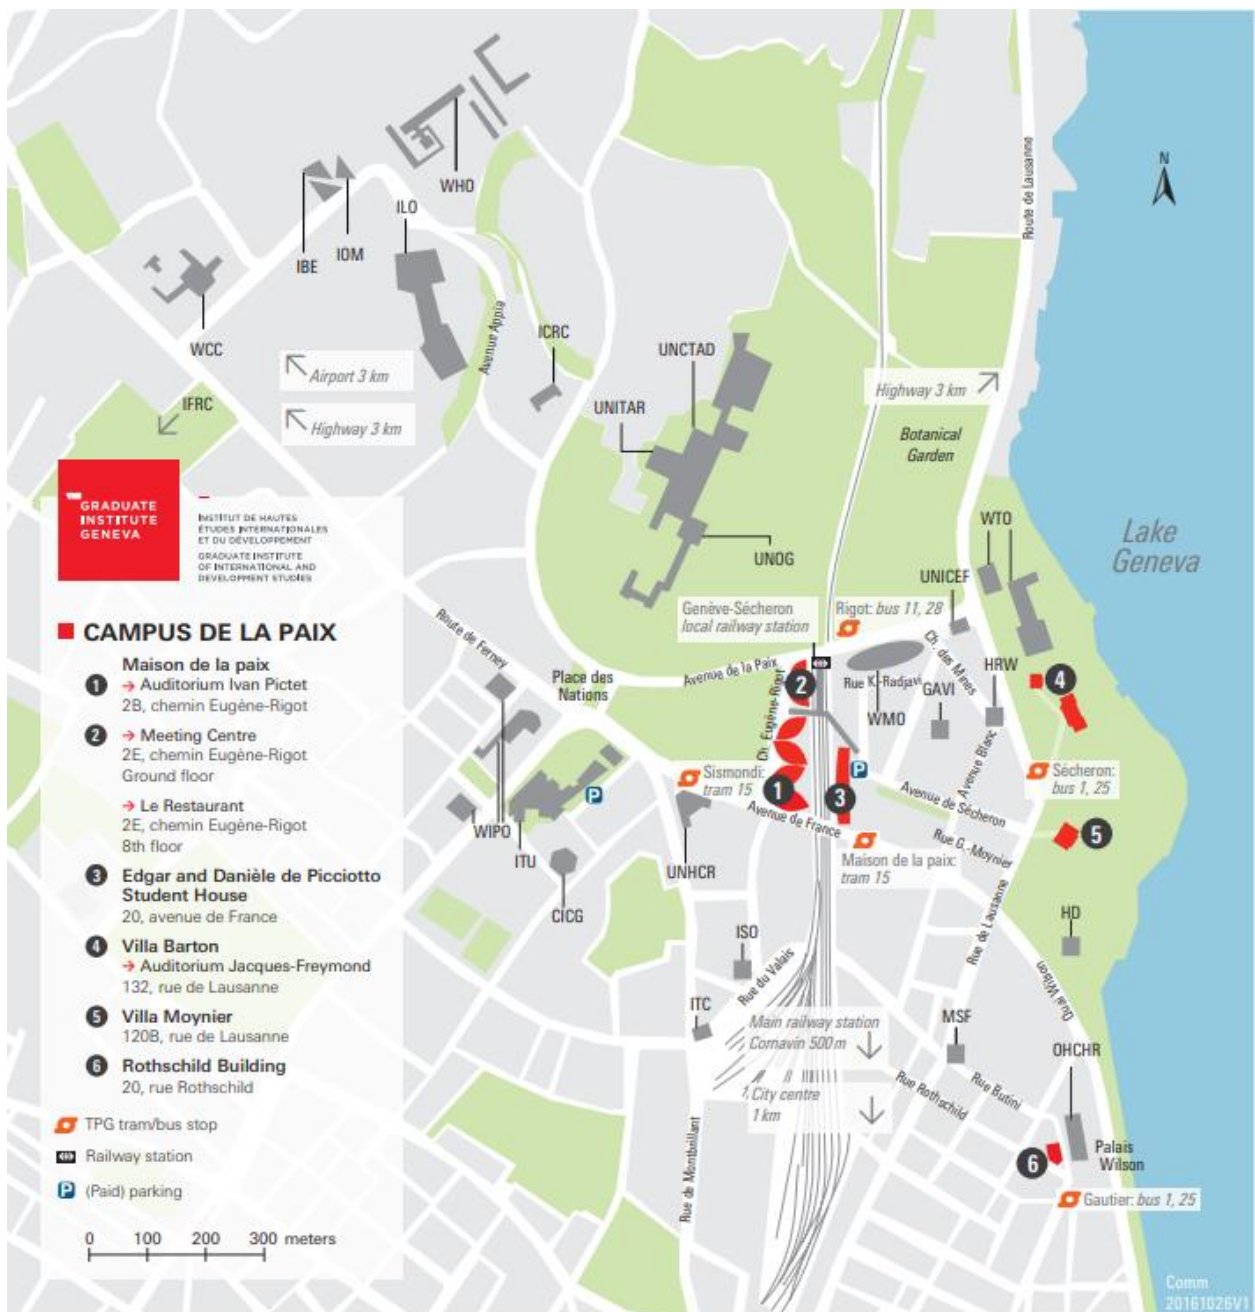 WHO
ILO
IBE
IOM
WCC
ICRC
Avenue Appia
UNCTAD
Airport 3 km
Highway 3 km
UNITAR
IFRC
Route de Lausanne
N
Highway 3 km
Botanical
Garden
Lake
Geneva
WTO
UNICEF
UNOG
THE
GRADUATE
INSTITUTE
GENEVA
INSTITUT DE HAUTES
ÉTUDES INTERNATIONALES
ET DU DÉVELOPPEMENT
GRADUATE INSTITUTE
OF INTERNATIONAL AND
DEVELOPMENT STUDIES
CAMPUS DE LA PAIX
Maison de la paix
1 → Auditorium Ivan Pictet
2B, chemin Eugène-Rigot
2 → Meeting Centre
2E, chemin Eugène-Rigot
Ground floor
→ Le Restaurant
2E, chemin Eugène-Rigot
8th floor
3 Edgar and Danièle de Picciotto
Student House
20, avenue de France
4 Villa Barton
→ Auditorium Jacques-Freymond
132, rue de Lausanne
5 Villa Moynier
120B, rue de Lausanne
6 Rothschild Building
20, rue Rothschild
TPG tram/bus stop
Railway station
P (Paid) parking
0 100 200 300 meters
Genève-Sécheron
local railway station
Rigot: bus 11, 28
Route de Ferney
Place des
Nations
Avenue de la Paix
Ch. Eugène-Rigot
Rue K.-Radjavi
Ch. des Mines
HRW
GAVI
WMO
2
4
Avenue Blanc
Sismondi:
tram 15
1
3
P
P
Sécheron:
bus 1, 25
Avenue de Sécheron
Avenue de France
Rue G.-Moynier
5
WIPO
ITU
CICG
UNHCR
Maison de la paix:
tram 15
Rue de Lausanne
HD
ISO
Rue du Valais
Quai Wilson
ITC
Main railway station
Cornavin 500 m
City centre
1 km
MSF
OHCHR
Rue Rothschild
Rue Butini
Rue de Montbrillant
6
Palais
Wilson
Gautier: bus 1, 25
Comm
20161026V1